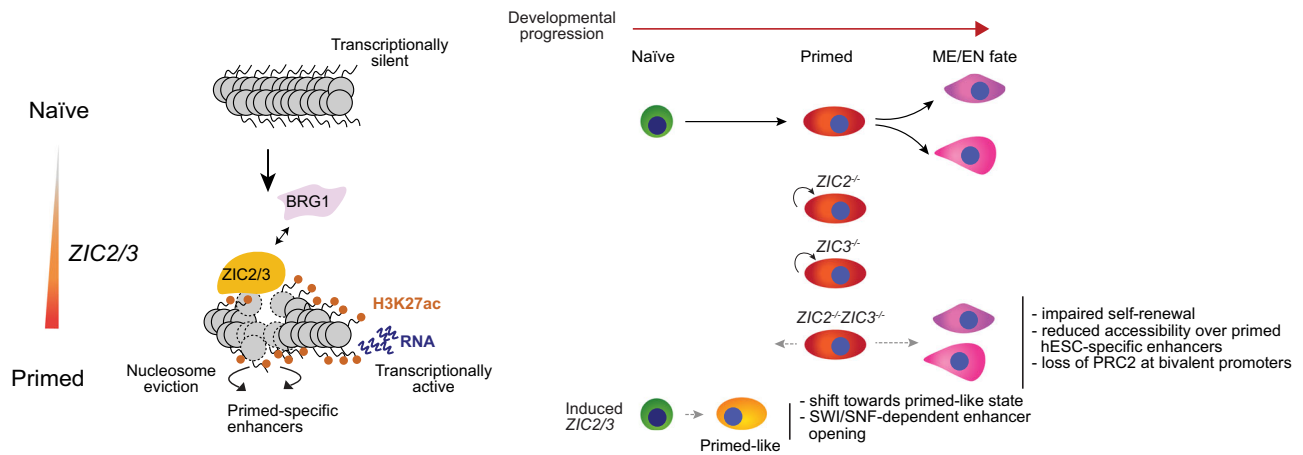 Transcriptionally
silent
Naïve
BRG1
ZIC2/3
ZIC2/3
H3K27ac
RNA
Primed
Nucleosome
eviction
Transcriptionally
active
Primed-specific
enhancers
Developmental
progression
Naïve
Primed
ME/EN fate
ZIC2-/-
ZIC3-/-
ZIC2-/-ZIC3-/-
- impaired self-renewal
- reduced accessibility over primed
hESC-specific enhancers
- loss of PRC2 at bivalent promoters
Induced
ZIC2/3
Primed-like
- shift towards primed-like state
- SWI/SNF-dependent enhancer
opening